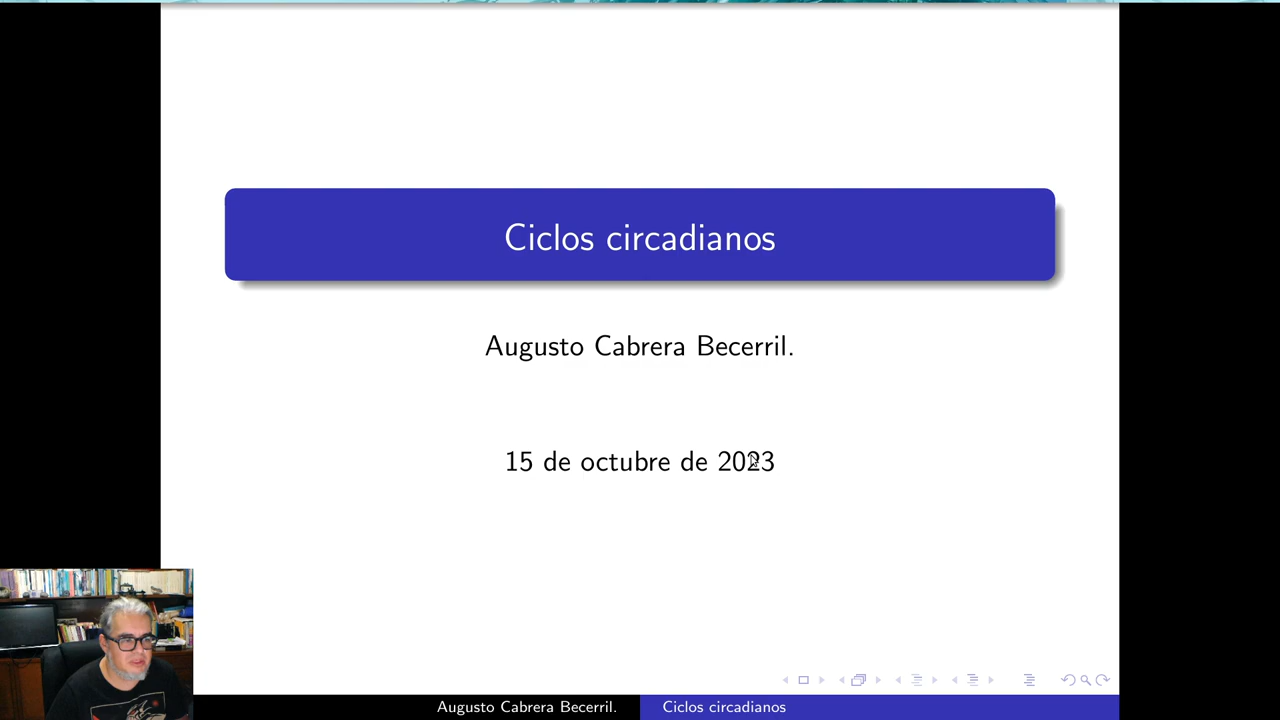 Ciclos circadianos
Augusto Cabrera Becerril.
15 de octubre de 2023
Augusto Cabrera Becerril.
Ciclos circadianos